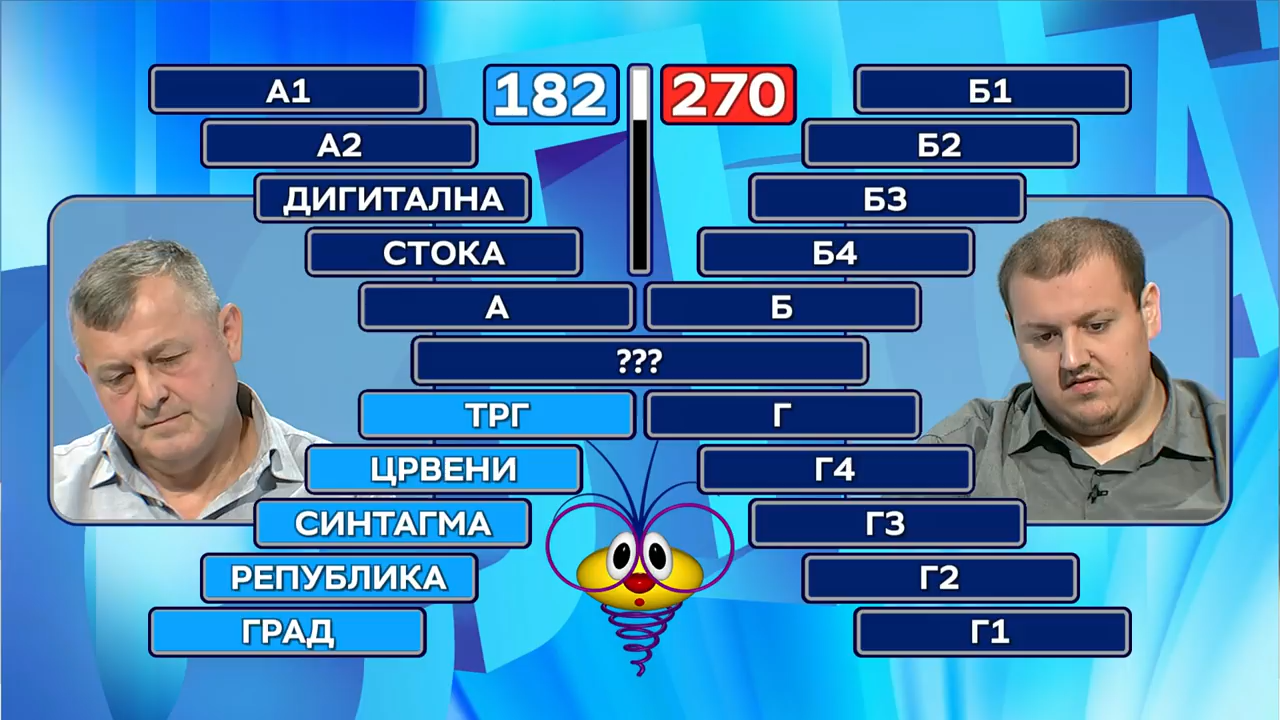 А1
182
270
Б1
А2
Б2
ДИГИТАЛНА
Б3
СТОКА
Б4
А
Б
???
ТРГ
Г
ЦРВЕНИ
Г4
СИНТАГМА
Г3
РЕПУБЛИКА
Г2
ГРАД
Г1